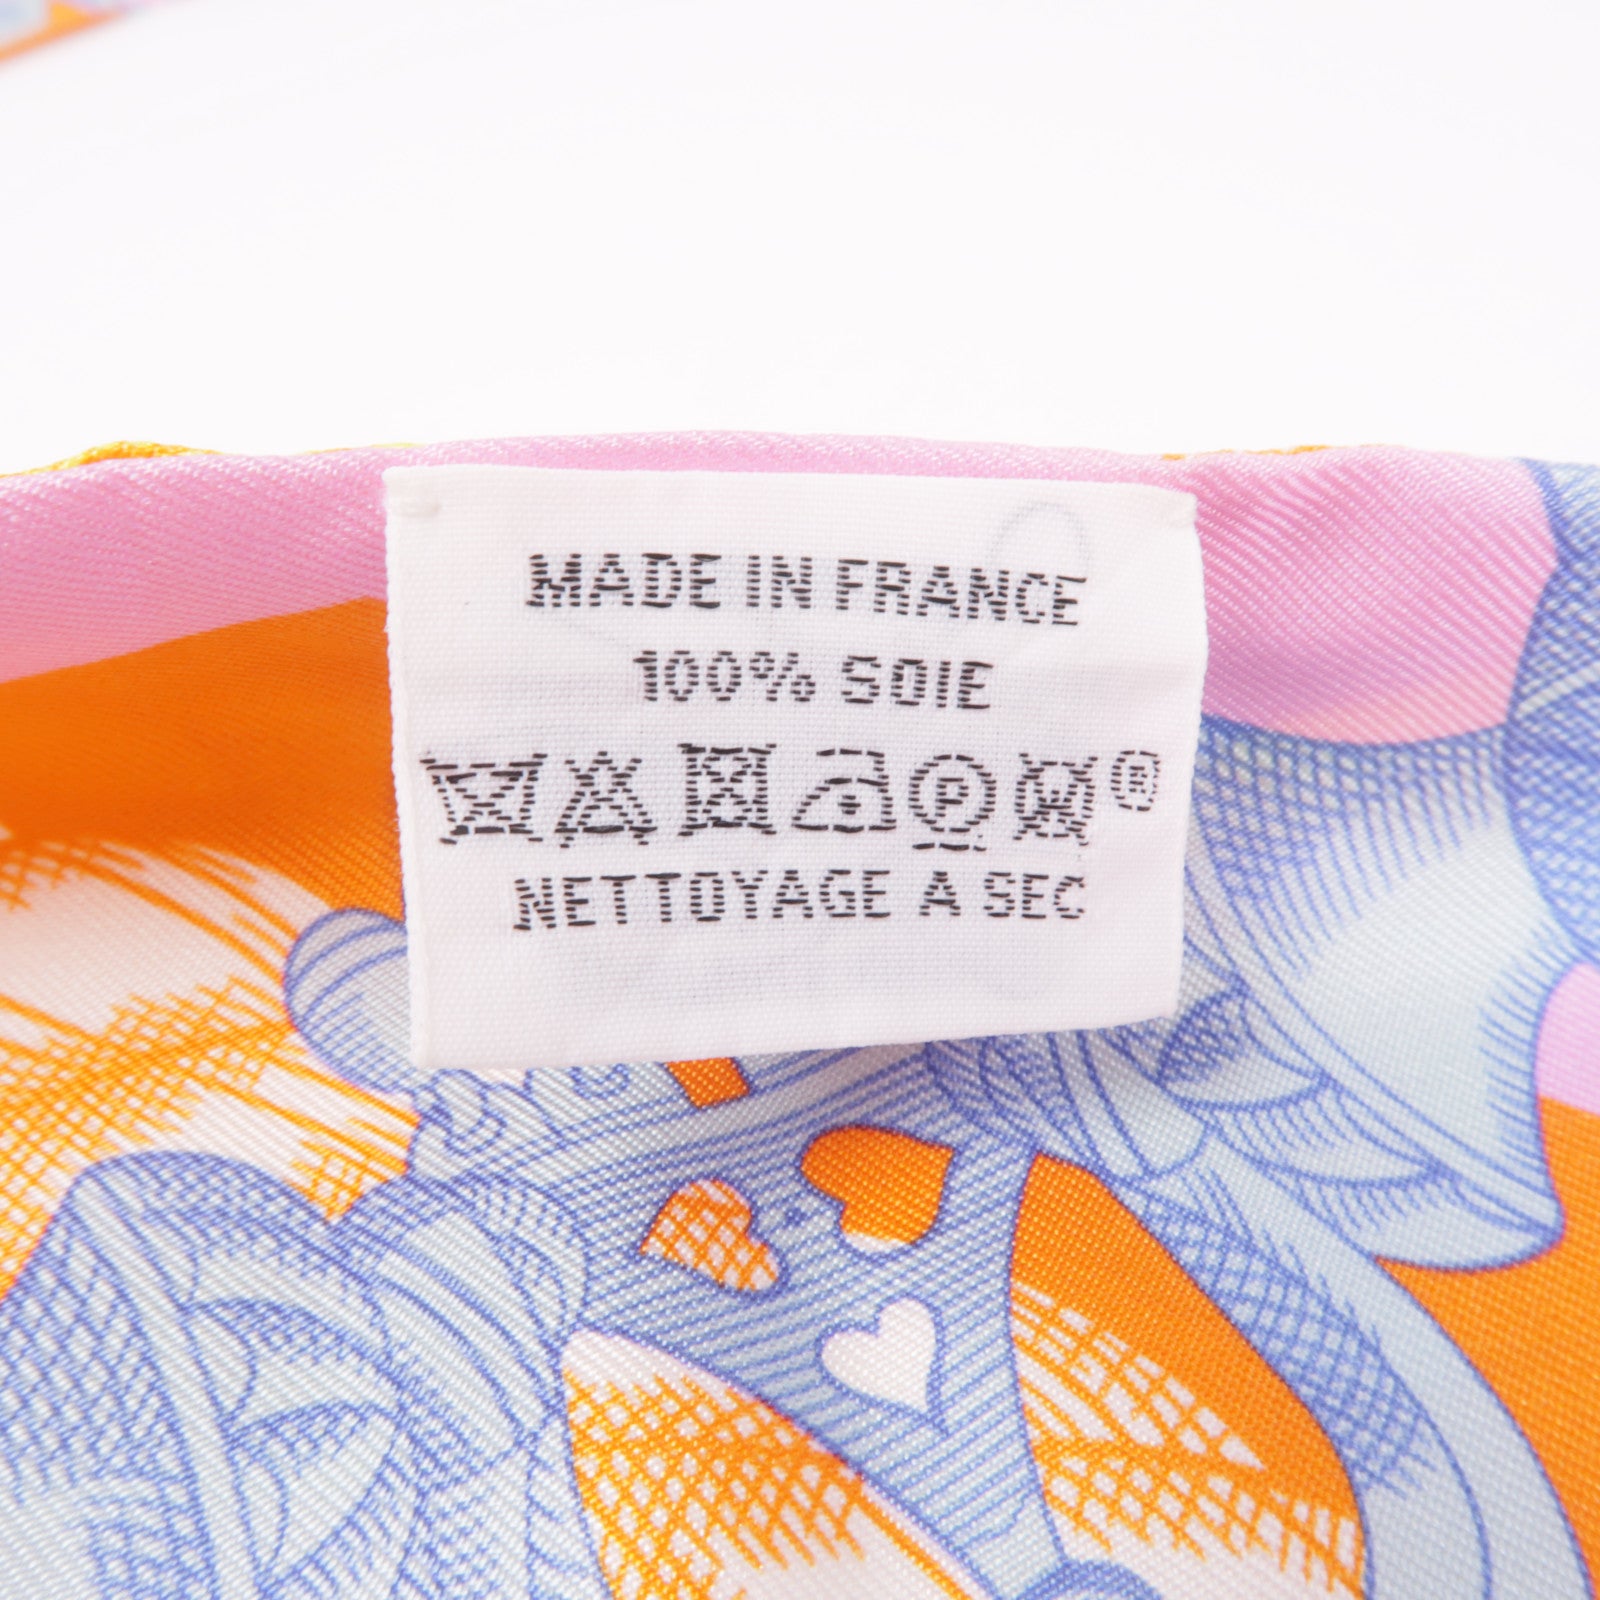 MADE IN FRANCE
100% SOIE
P ®
NETTOYAGE A SEC